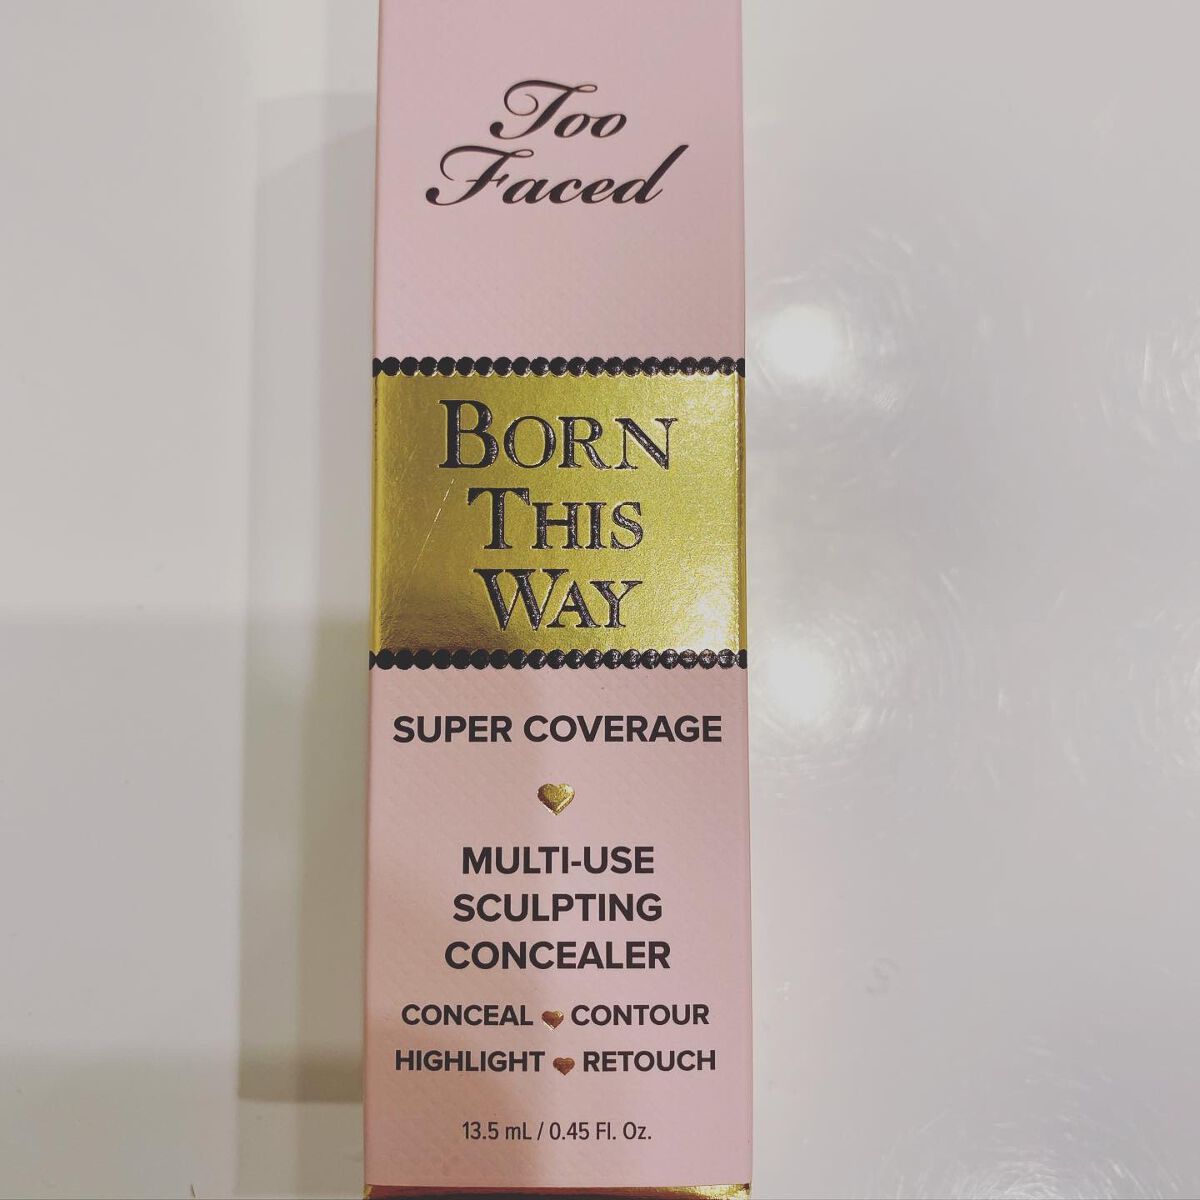 Too
Faced
BORN
THIS
WAY
SUPER COVERAGE
MULTI-USE
SCULPTING
CONCEALER
CONCEAL CONTOUR
HIGHLIGHT RETOUCH
13.5 mL / 0.45 Fl. Oz.